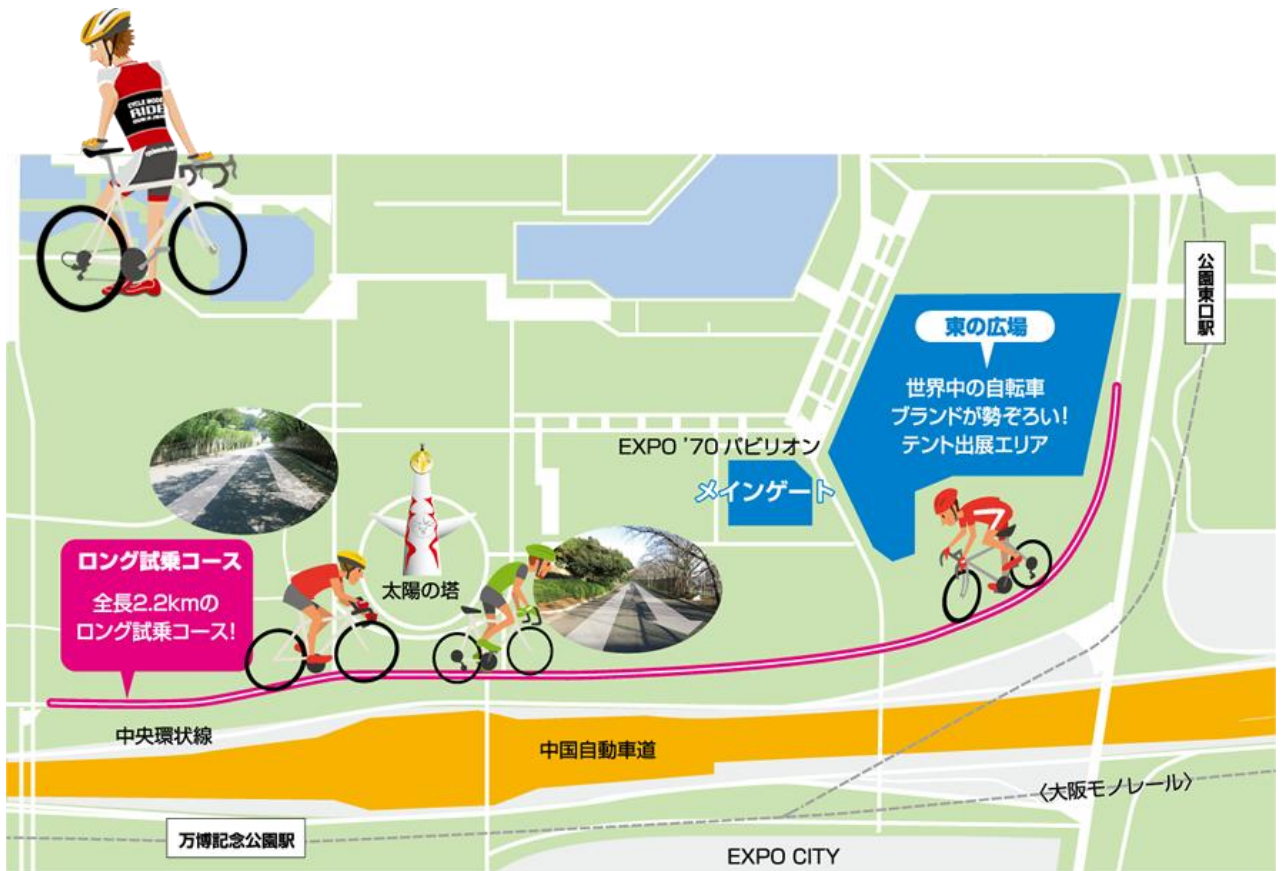 CYCLE MODE
RIDE
公園東口駅
東の広場
世界中の自転車
ブランドが勢ぞろい!
テント出展エリア
EXPO '70 パビリオン
メインゲート
ロング試乗コース
全長2.2kmの
ロング試乗コース!
太陽の塔
中央環状線
中国自動車道
〈大阪モノレール〉
万博記念公園駅
EXPO CITY